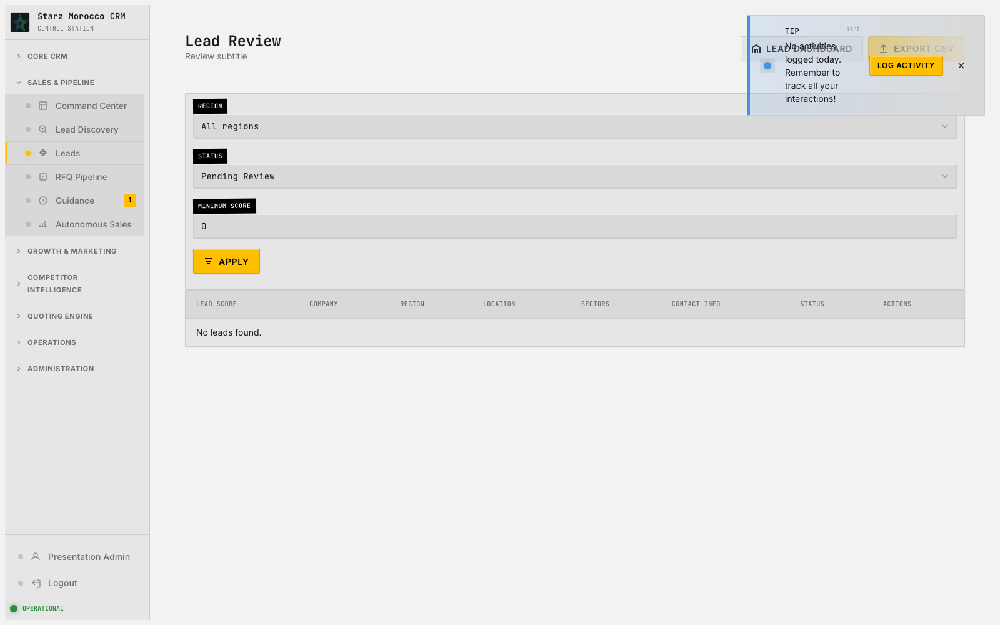 Starz Morocco CRM
CONTROL STATION
CORE CRM
SALES & PIPELINE
Command Center
Lead Discovery
Leads
RFQ Pipeline
Guidance 1
Autonomous Sales
GROWTH & MARKETING
COMPETITOR
INTELLIGENCE
QUOTING ENGINE
OPERATIONS
ADMINISTRATION
Presentation Admin
Logout
OPERATIONAL
Lead Review
Review subtitle
LEAD DASHBOARD
EXPORT CSV
TIP 22:17
No activities
logged today.
Remember to
track all your
interactions!
LOG ACTIVITY
REGION
All regions
STATUS
Pending Review
MINIMUM SCORE
0
APPLY
LEAD SCORE COMPANY REGION LOCATION SECTORS CONTACT INFO STATUS ACTIONS
No leads found.